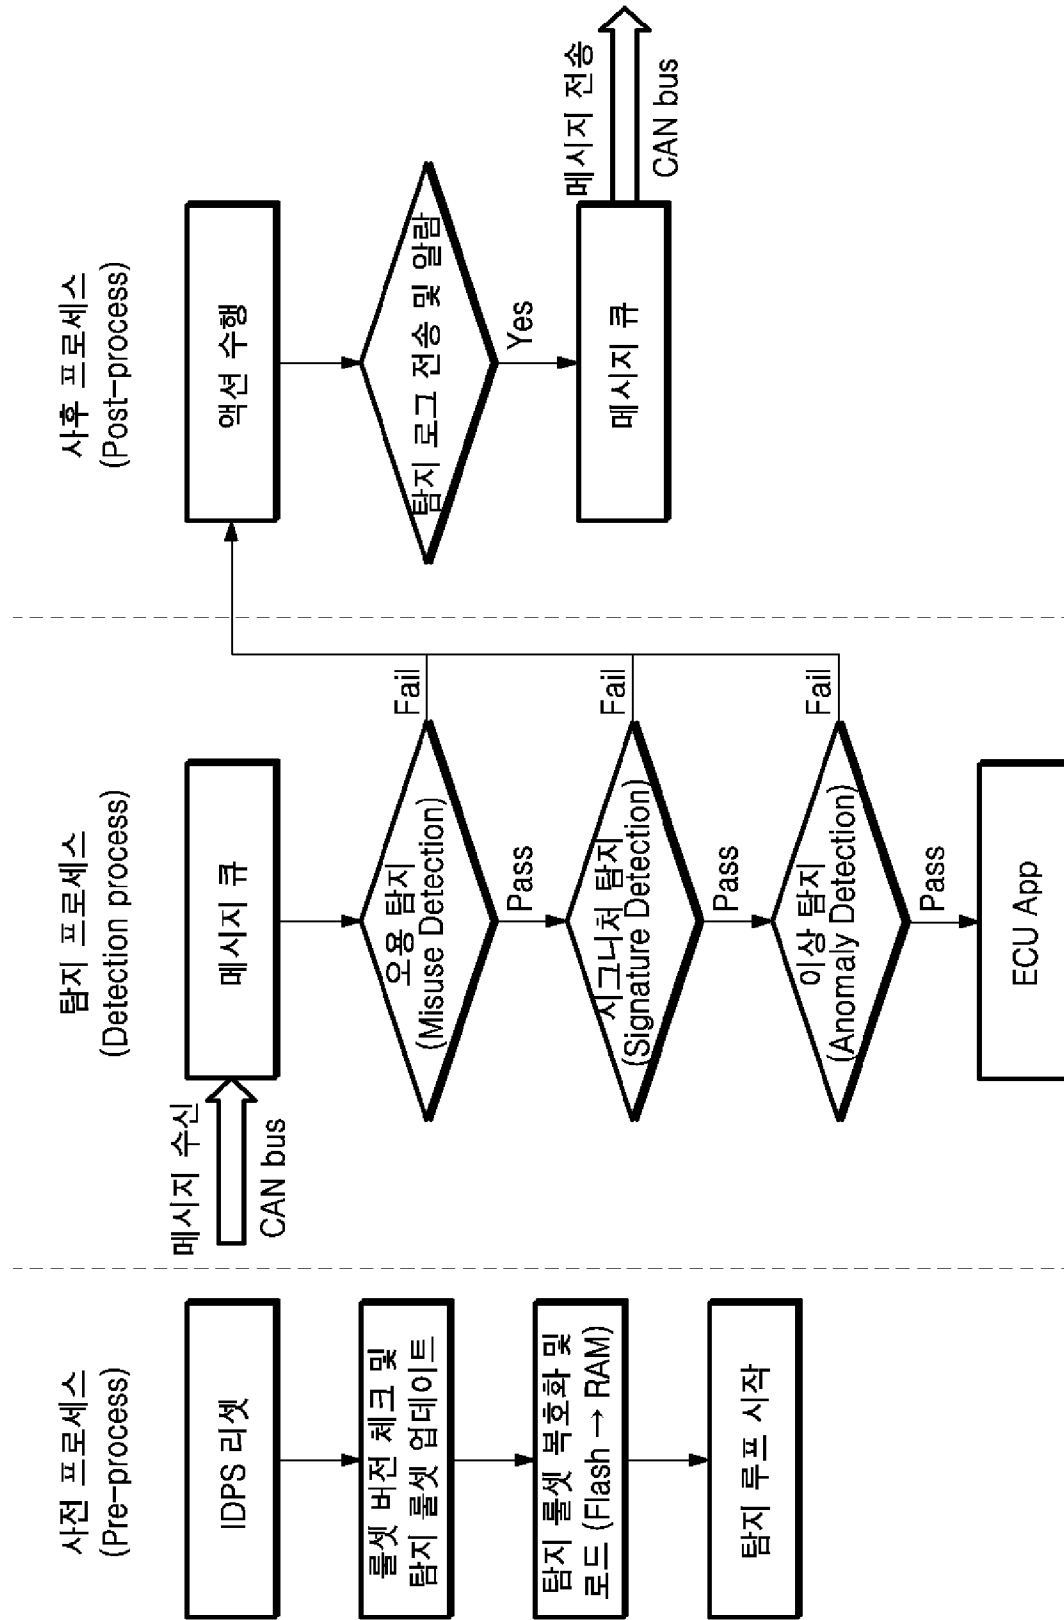 사전 프로세스
(Pre-process)
IDPS 리셋
룰셋 버전 체크 및
탐지 룰셋 업데이트
탐지 룰셋 복호화 및
로드 (Flash → RAM)
탐지 루프 시작
탐지 프로세스
(Detection process)
메시지 수신
CAN bus
메시지 큐
오용 탐지
(Misuse Detection)
Fail
Pass
시그니처 탐지
(Signature Detection)
Fail
Pass
이상 탐지
(Anomaly Detection)
Fail
Pass
ECU App
사후 프로세스
(Post-process)
액션 수행
탐지 로그 전송 및 알람
Yes
메시지 큐
메시지 전송
CAN bus